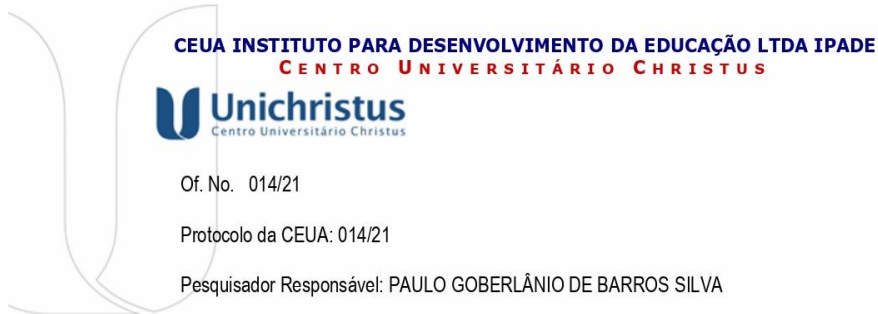 CEUA INSTITUTO PARA DESENVOLVIMENTO DA EDUCAÇÃO LTDA IPADE
CENTRO UNIVERSITÁRIO CHRISTUS
Unichristus
Centro Universitário Christus
Of. No. 014/21
Protocolo da CEUA: 014/21
Pesquisador Responsável: PAULO GOBERLÂNIO DE BARROS SILVA